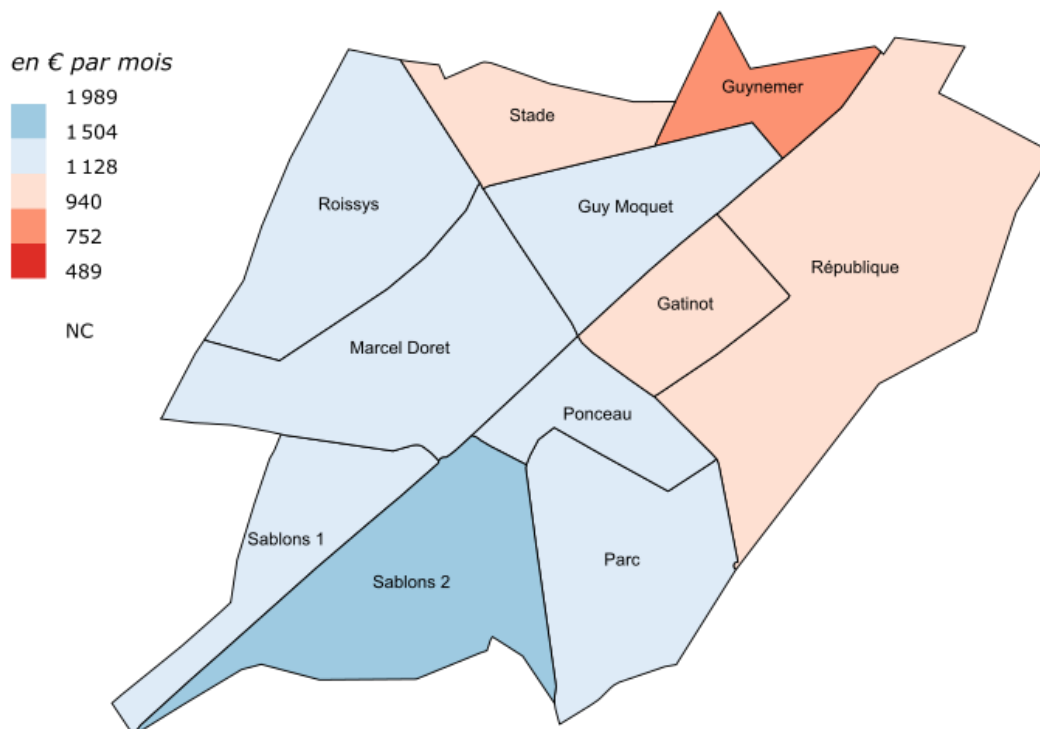 en € par mois
1 989
1 504
1 128
940
752
489
NC
Guynemer
Stade
Roissys
Guy Moquet
République
Gatinot
Marcel Doret
Ponceau
Sablons 1
Parc
Sablons 2